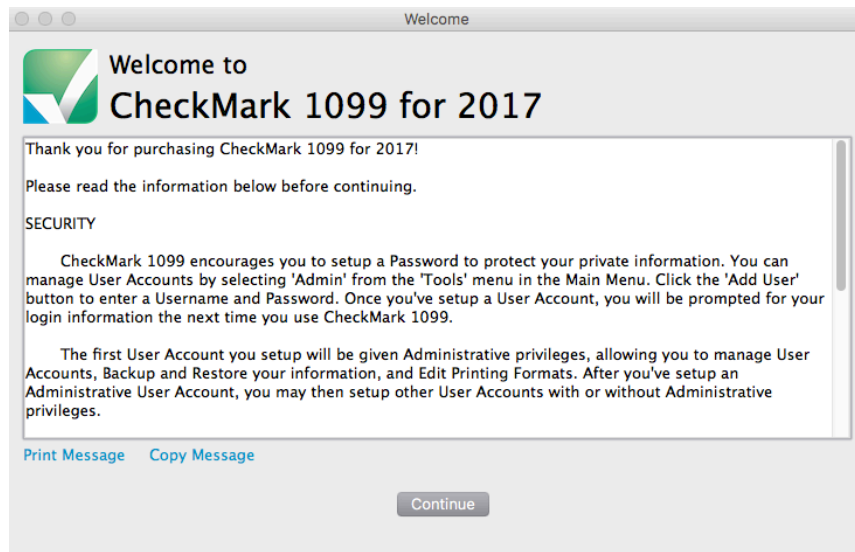 Welcome
Welcome to
CheckMark 1099 for 2017
Thank you for purchasing CheckMark 1099 for 2017!
Please read the information below before continuing.
SECURITY
CheckMark 1099 encourages you to setup a Password to protect your private information. You can
manage User Accounts by selecting 'Admin' from the 'Tools' menu in the Main Menu. Click the 'Add User'
button to enter a Username and Password. Once you've setup a User Account, you will be prompted for your
login information the next time you use CheckMark 1099.
The first User Account you setup will be given Administrative privileges, allowing you to manage User
Accounts, Backup and Restore your information, and Edit Printing Formats. After you've setup an
Administrative User Account, you may then setup other User Accounts with or without Administrative
privileges.
Print Message Copy Message
Continue